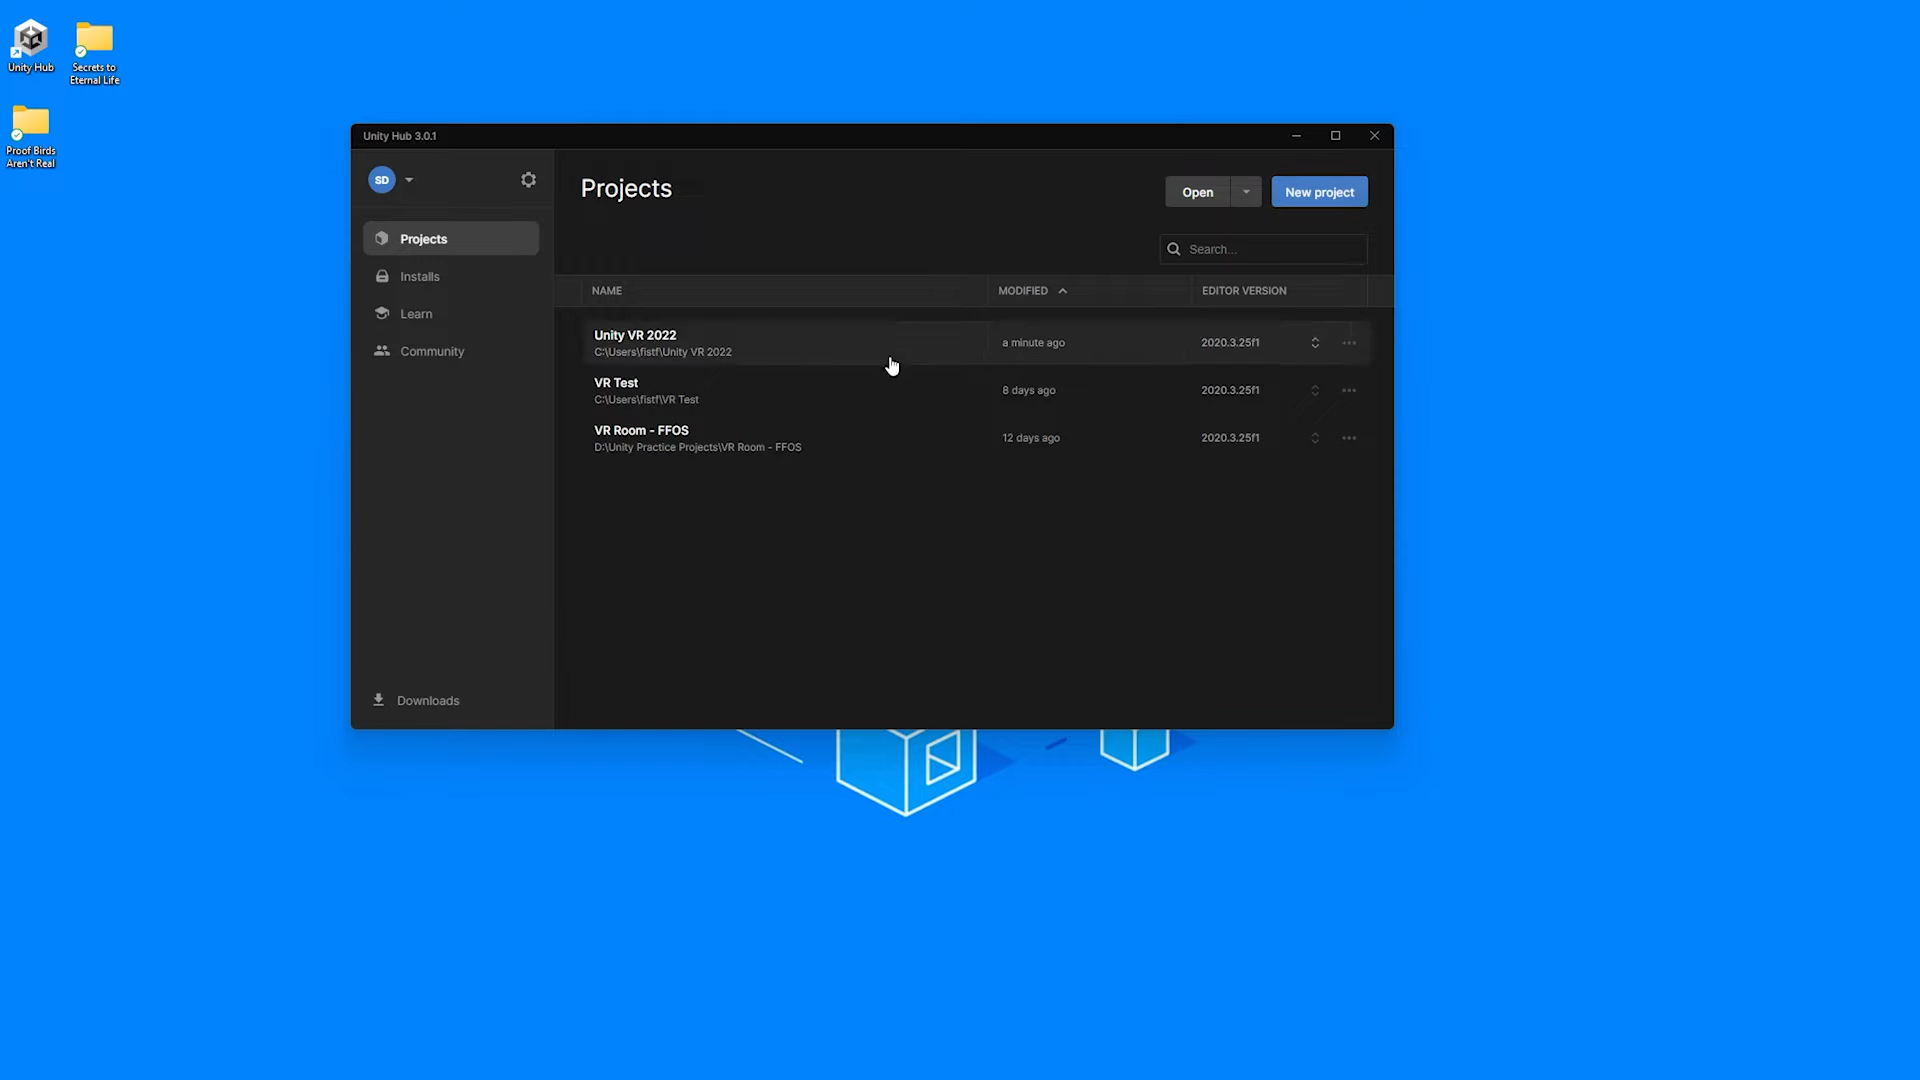 Unity Hub
Secrets to
Eternal Life
Proof Birds
Aren't Real
Unity Hub 3.0.1
SD
Projects
Installs
Learn
Community
Downloads
Projects
Open
New project
Search...
NAME
MODIFIED
EDITOR VERSION
Unity VR 2022
C:\Users\fistf\Unity VR 2022
a minute ago
2020.3.25f1
VR Test
C:\Users\fistf\VR Test
8 days ago
2020.3.25f1
VR Room - FFOS
D:\Unity Practice Projects\VR Room - FFOS
12 days ago
2020.3.25f1